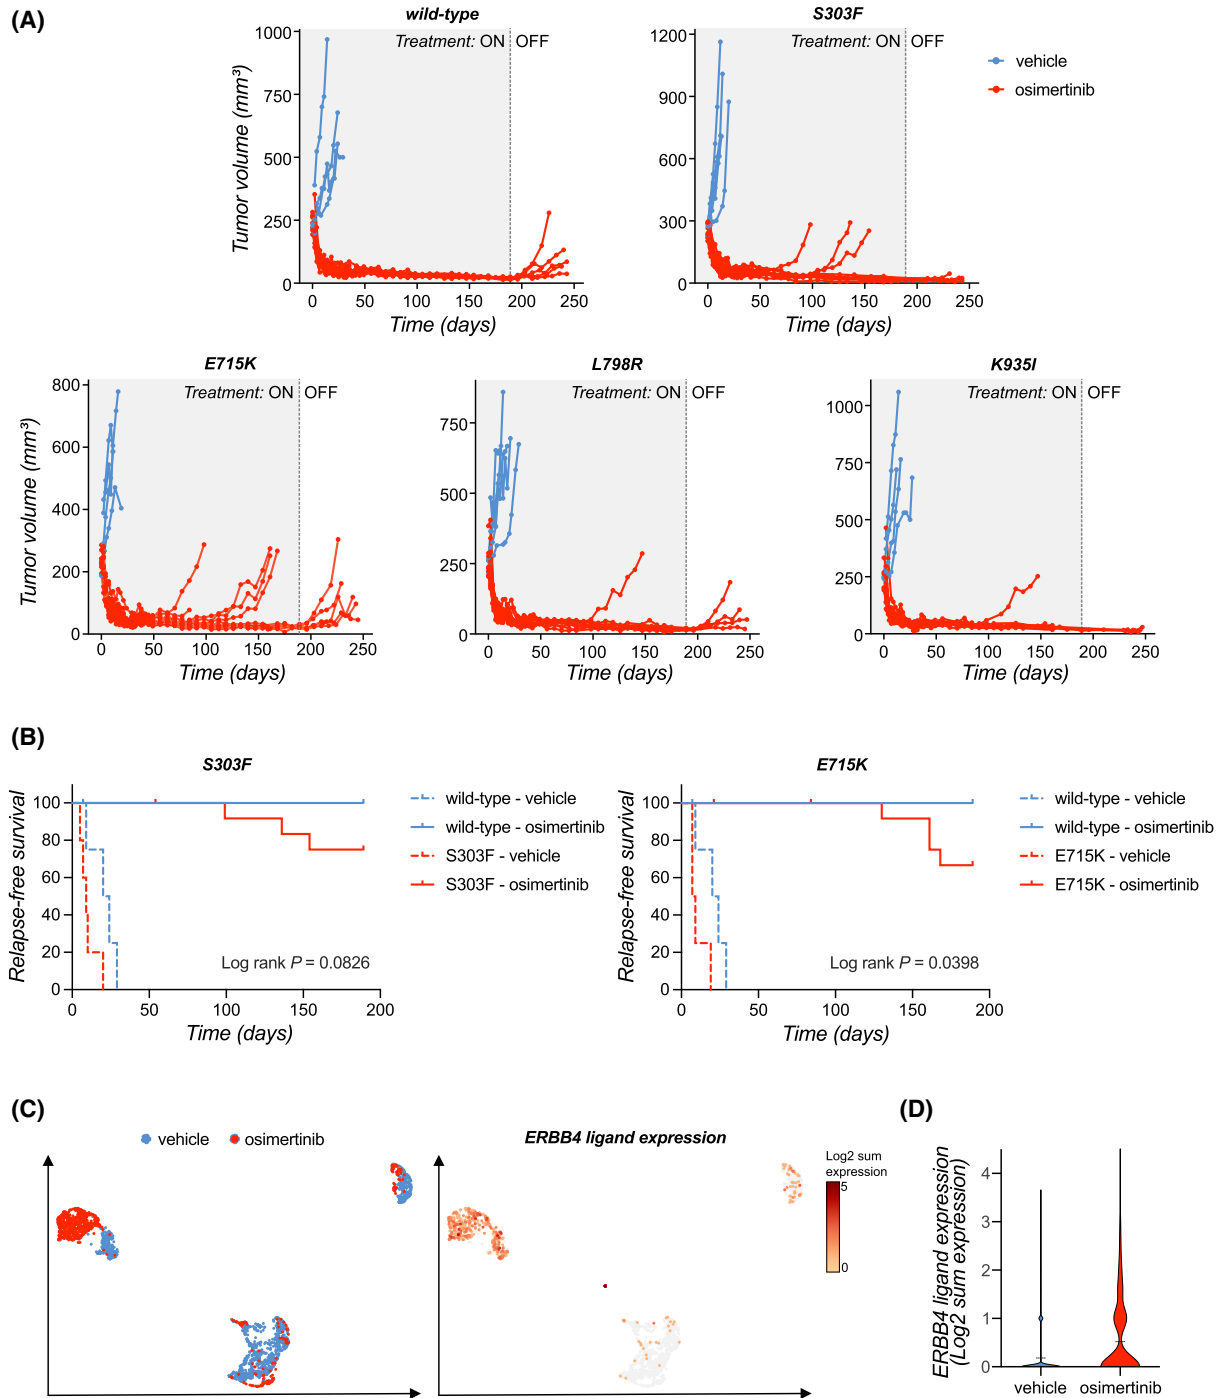 (A)
wild-type
S303F
Treatment: ON OFF
Treatment: ON OFF
vehicle
osimertinib
Tumor volume (mm³)
1000
750
500
250
0
0 50 100 150 200 250
Time (days)
1200
900
600
300
0
0 50 100 150 200 250
Time (days)
E715K
L798R
K935I
Treatment: ON OFF
Treatment: ON OFF
Treatment: ON OFF
Tumor volume (mm³)
800
600
400
200
0
0 50 100 150 200 250
Time (days)
750
500
250
0
0 50 100 150 200 250
Time (days)
1000
750
500
250
0
0 50 100 150 200 250
Time (days)
(B)
S303F
Relapse-free survival
100
80
60
40
20
0
0 50 100 150 200
Time (days)
Log rank P = 0.0826
wild-type - vehicle
wild-type - osimertinib
S303F - vehicle
S303F - osimertinib
E715K
Relapse-free survival
100
80
60
40
20
0
0 50 100 150 200
Time (days)
Log rank P = 0.0398
wild-type - vehicle
wild-type - osimertinib
E715K - vehicle
E715K - osimertinib
(C)
vehicle osimertinib
ERBB4 ligand expression
Log2 sum
expression
5
0
(D)
ERBB4 ligand expression
(Log2 sum expression)
4
3
2
1
0
vehicle osimertinib